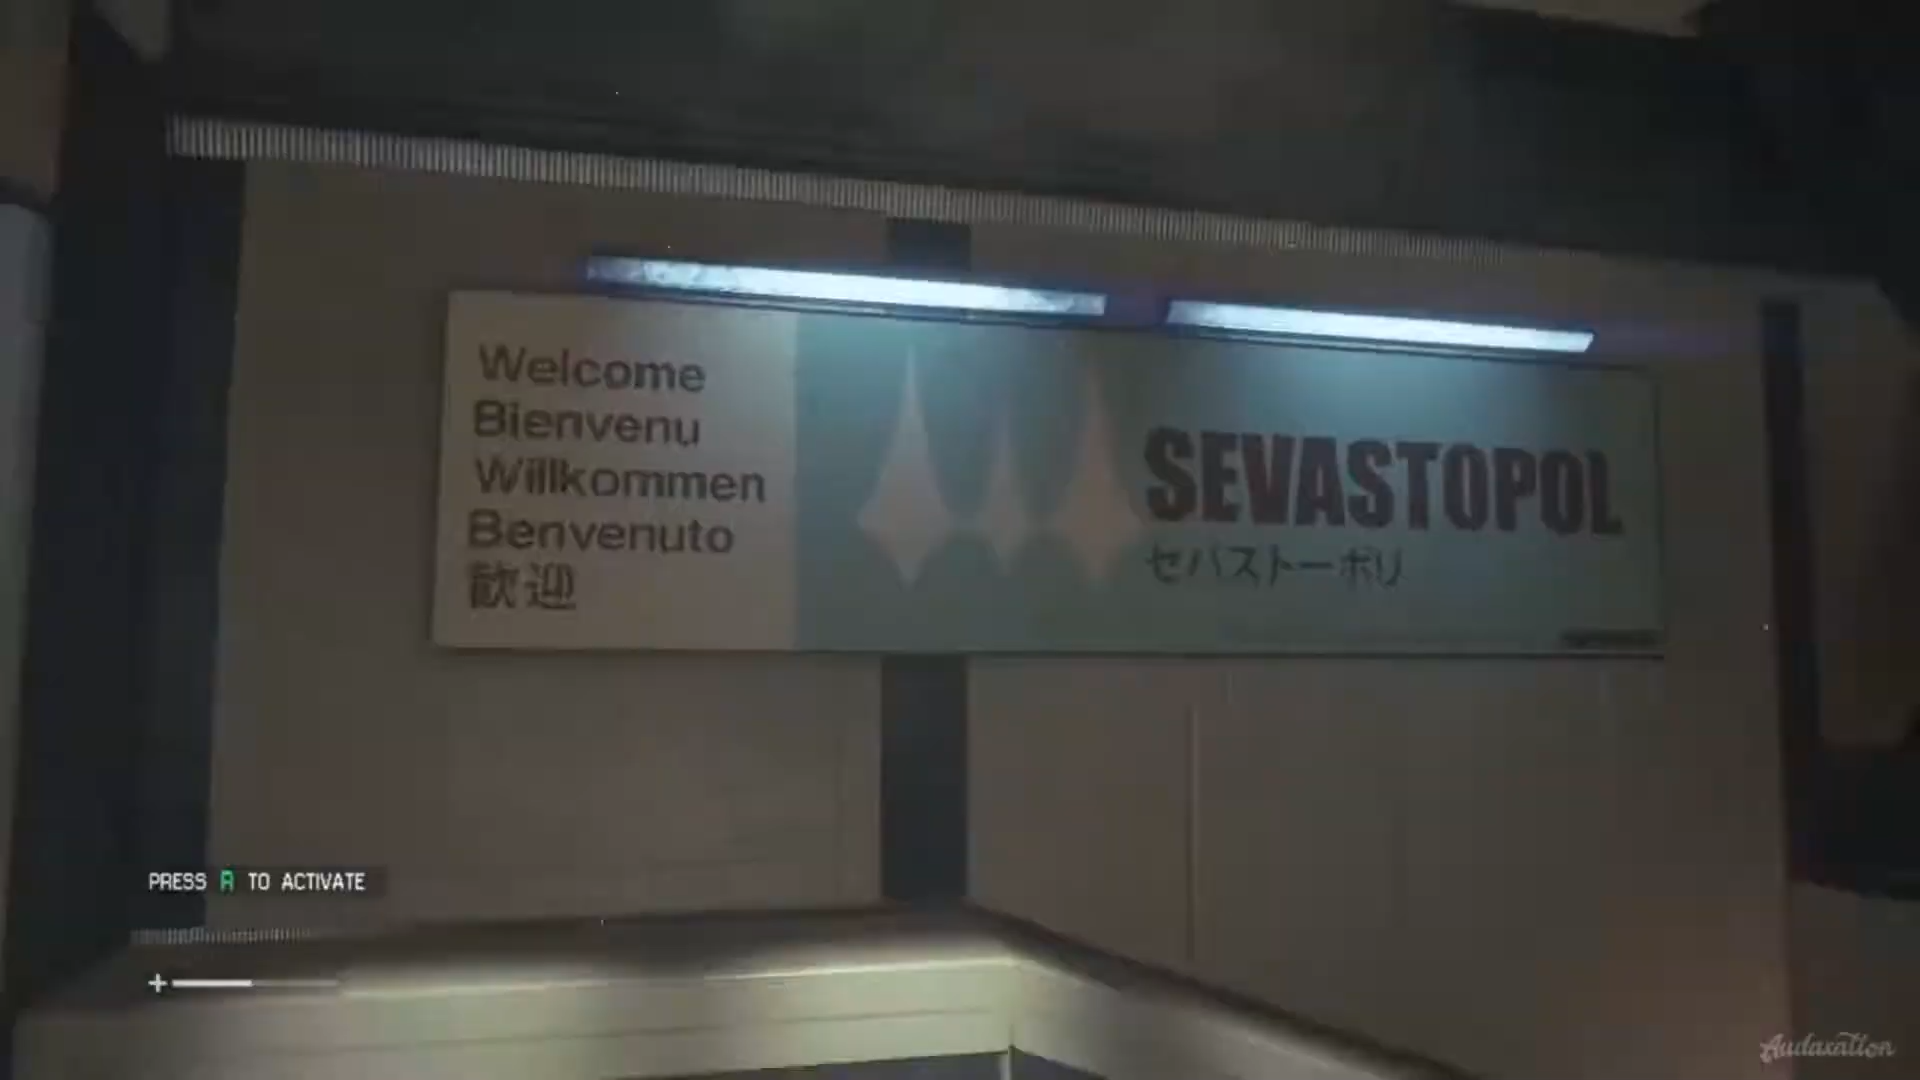 Welcome
Bienvenu
Willkommen
Benvenuto
歓迎
SEVASTOPOL
セバストーポリ
PRESS A TO ACTIVATE
Audaxation